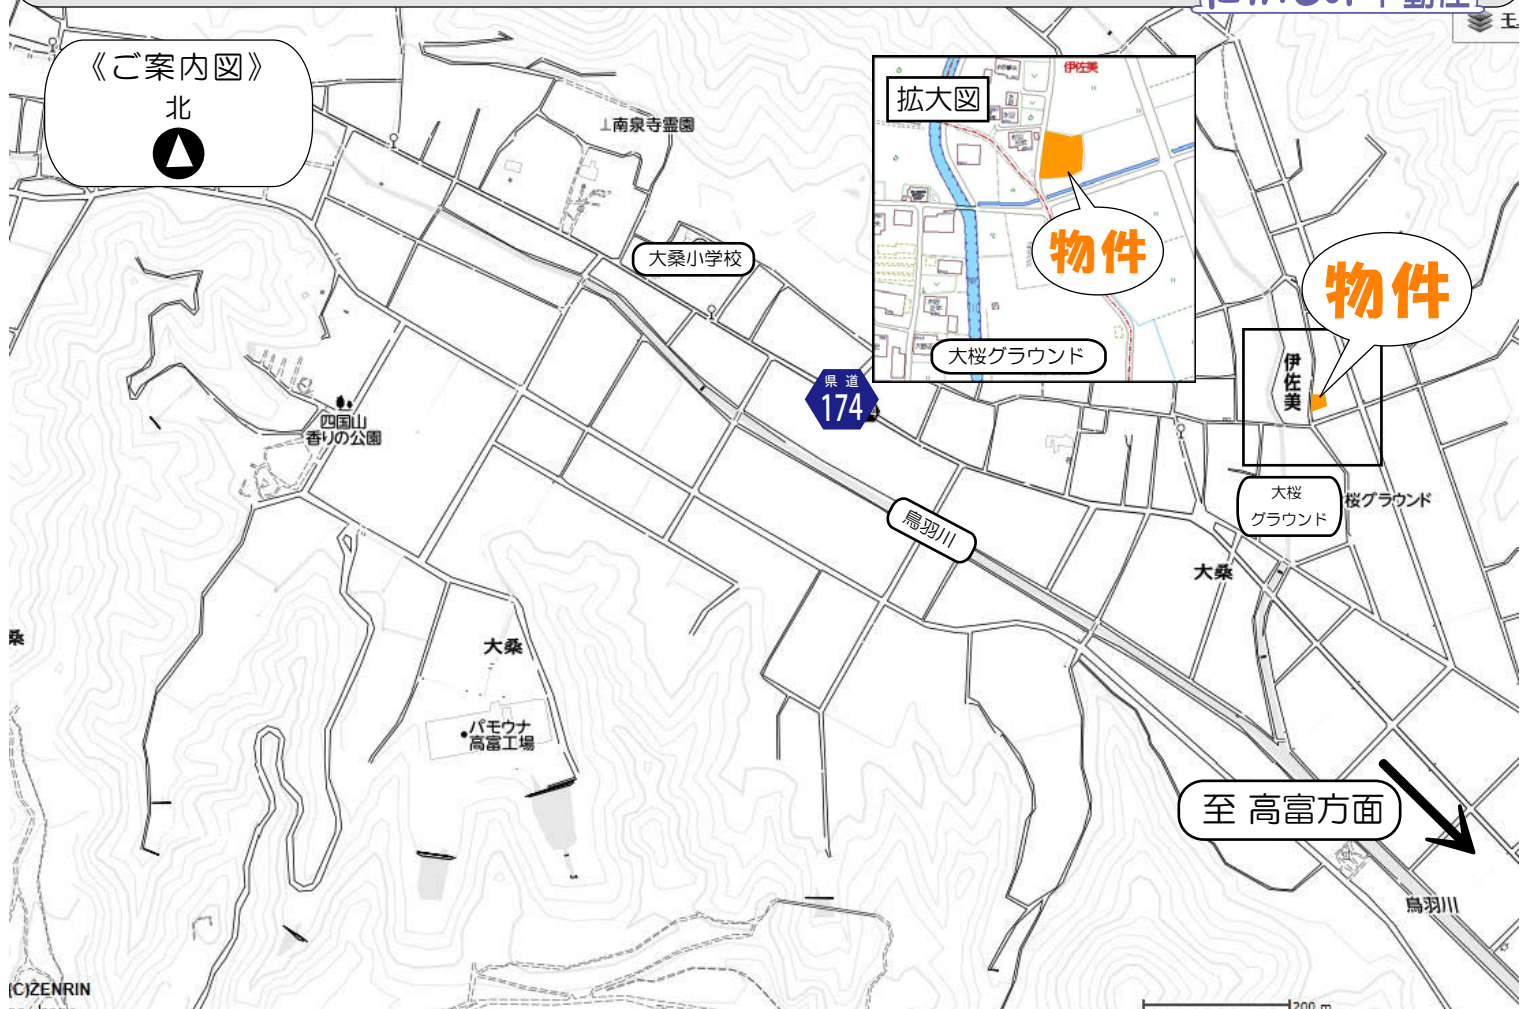 《ご案内図》
北
南泉寺霊園
大桑小学校
拡大図
伊佐美
物件
大桜グラウンド
物件
伊佐美
県道
174
四国山
香りの公園
鳥羽川
大桜
グラウンド
桜グラウンド
大桑
大桑
桑
パモウナ
高富工場
至 高富方面
鳥羽川
(C)ZENRIN
200 m